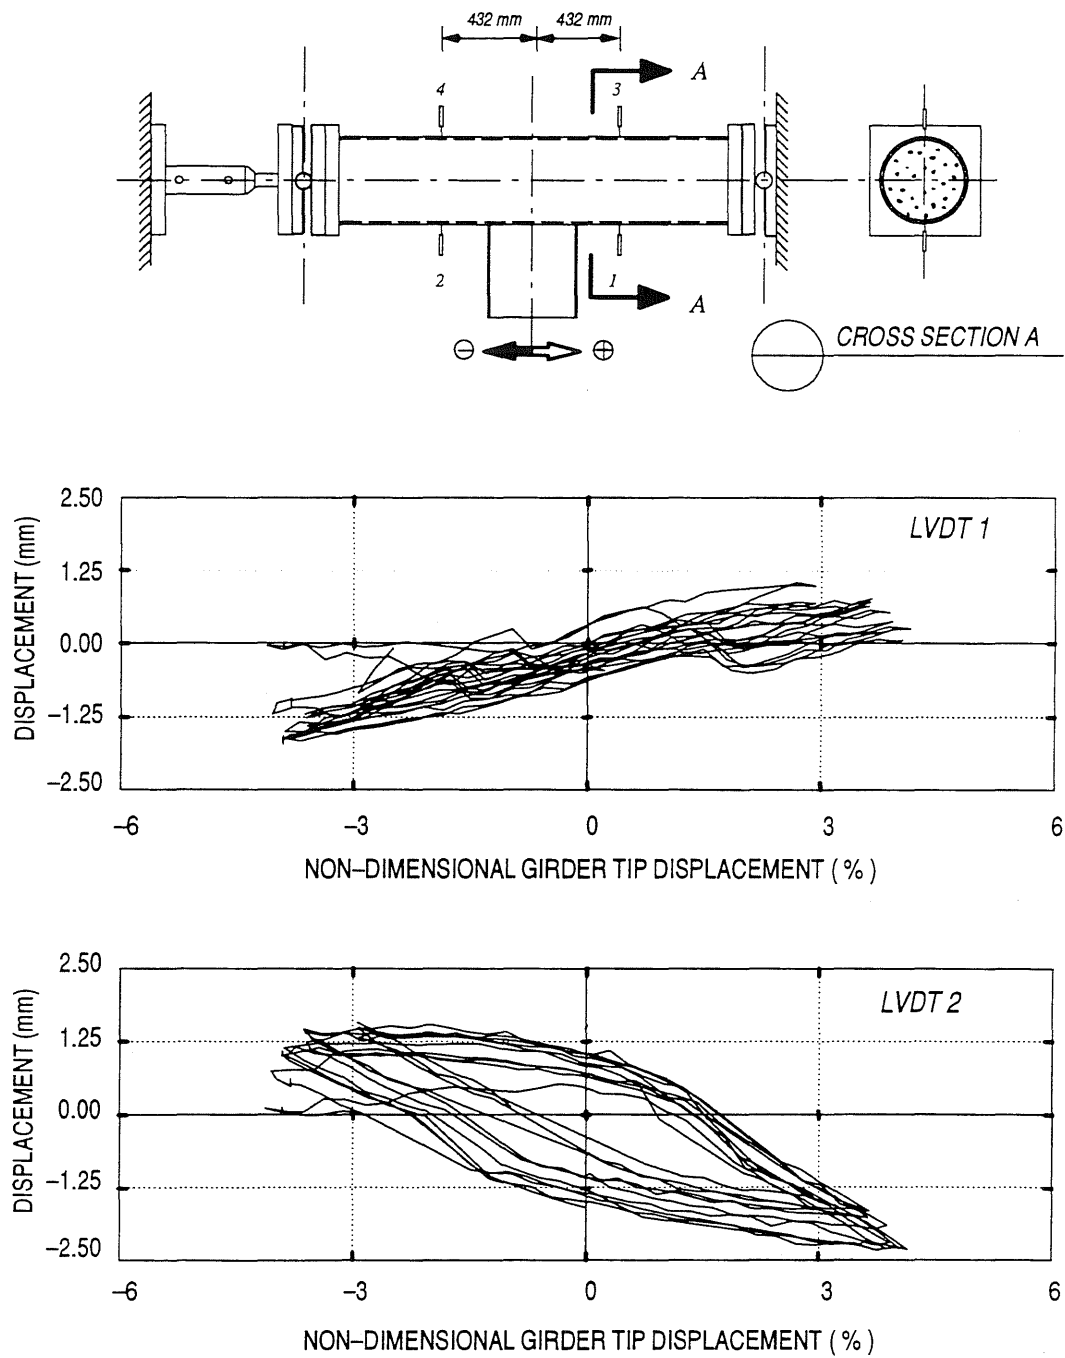 432 mm 432 mm
A
4 3
2 1
A
⊖ ⊕
CROSS SECTION A
2.50
1.25
0.00
–1.25
–2.50
DISPLACEMENT (mm)
LVDT 1
–6 –3 0 3 6
NON–DIMENSIONAL GIRDER TIP DISPLACEMENT ( % )
2.50
1.25
0.00
–1.25
–2.50
DISPLACEMENT (mm)
LVDT 2
–6 –3 0 3 6
NON–DIMENSIONAL GIRDER TIP DISPLACEMENT ( % )